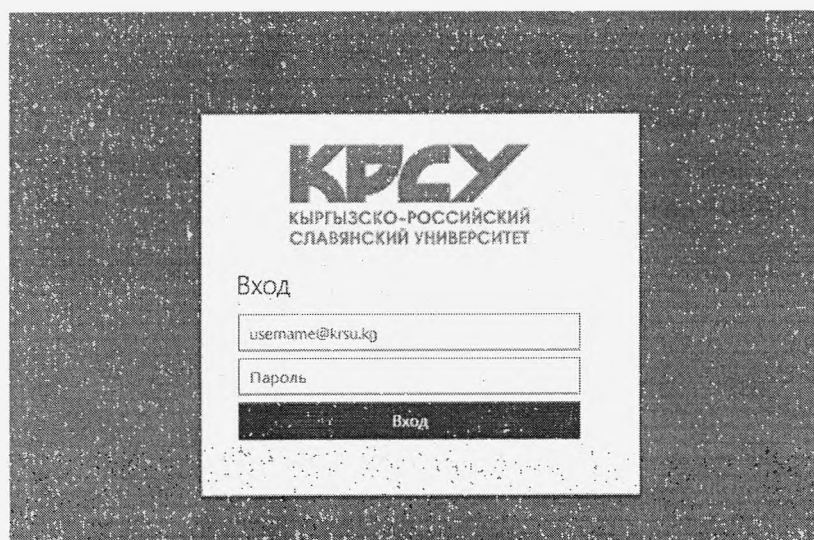 КРСУ
КЫРГЫЗСКО-РОССИЙСКИЙ
СЛАВЯНСКИЙ УНИВЕРСИТЕТ
Вход
username@krsu.kg
Пароль
Вход